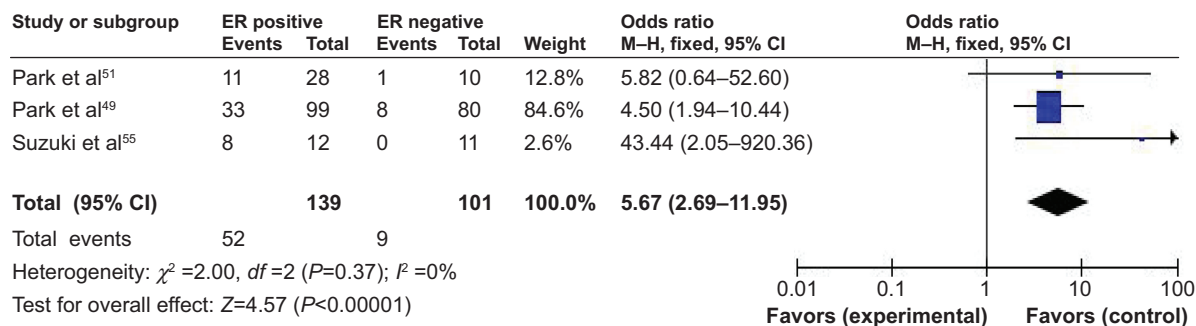 Study or subgroup ER positive ER negative Odds ratio Odds ratio
Events Total Events Total Weight M–H, fixed, 95% CI M–H, fixed, 95% CI
Park et al⁵¹ 11 28 1 10 12.8% 5.82 (0.64–52.60)
Park et al⁴⁹ 33 99 8 80 84.6% 4.50 (1.94–10.44)
Suzuki et al⁵⁵ 8 12 0 11 2.6% 43.44 (2.05–920.36)
Total (95% CI) 139 101 100.0% 5.67 (2.69–11.95)
Total events 52 9
Heterogeneity: χ² =2.00, df =2 (P=0.37); I² =0%
Test for overall effect: Z=4.57 (P<0.00001)
0.01 0.1 1 10 100
Favors (experimental) Favors (control)